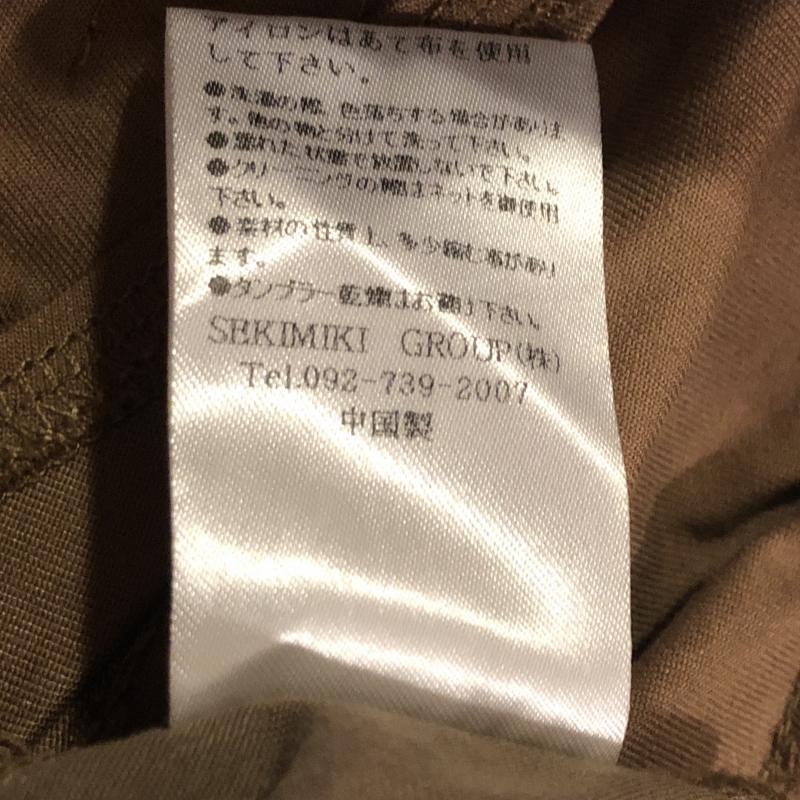 アイロンはあて布を使用
して下さい。
●洗濯の際、色落ちする場合がありま
す。他の物と分けて洗って下さい。
●濡れた状態で放置しないで下さい。
●クリーニングの際はネットを御使用
下さい。
●素材の性質上、多少縮む布があり
ます。
●タンブラー乾燥はお避け下さい。
SEKIMIKI GROUP(株)
Tel.092-739-2007
中国製